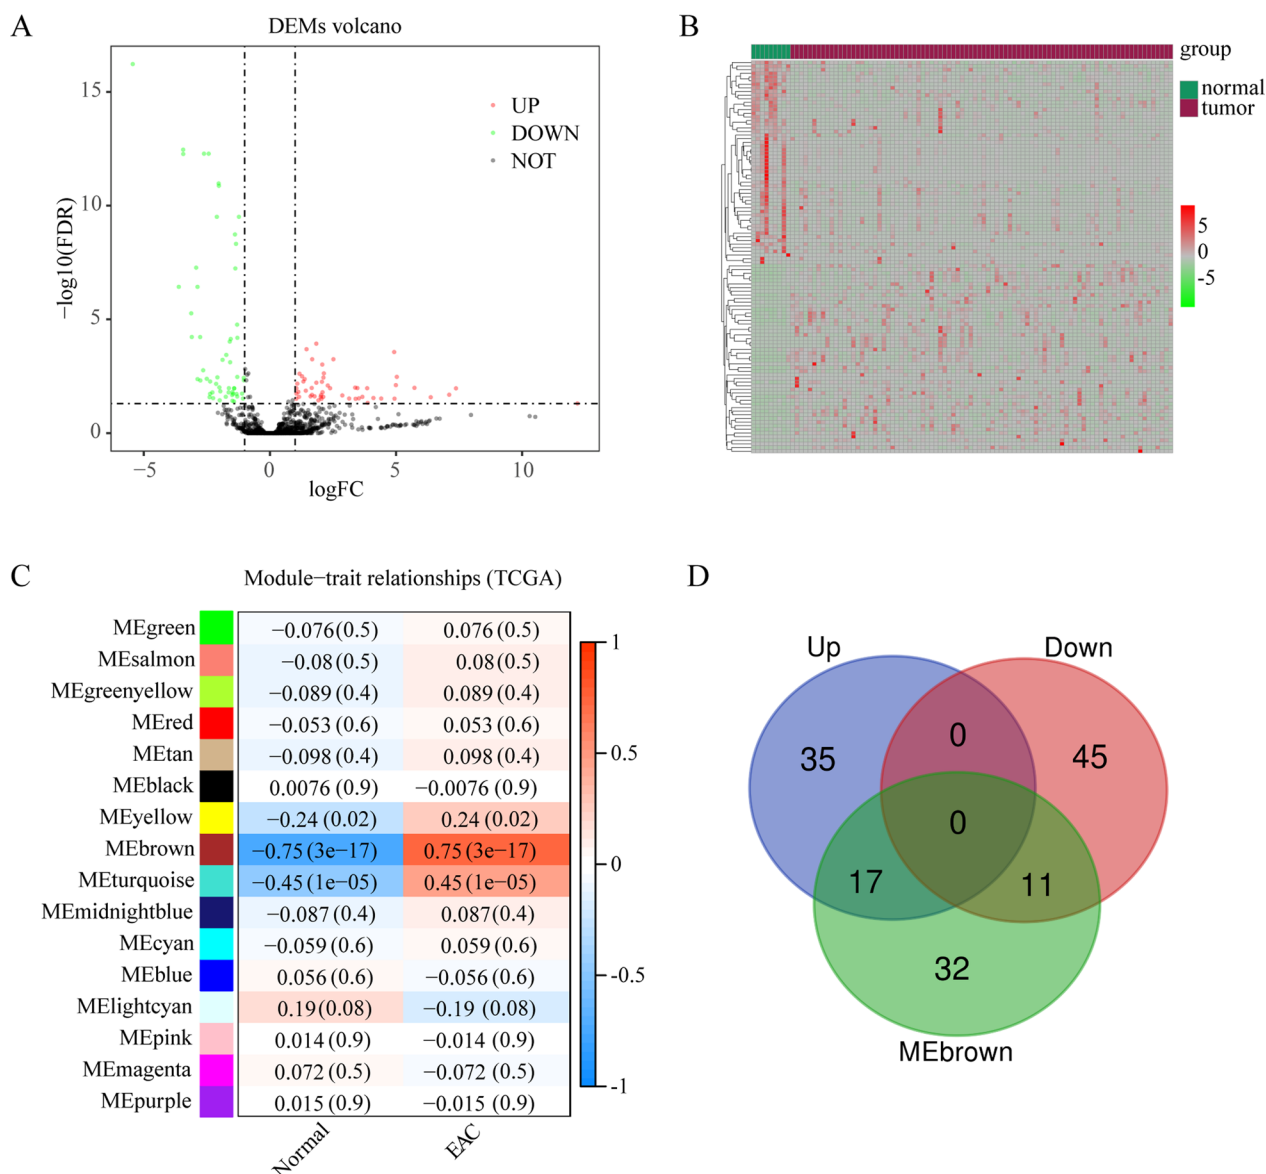 A
DEMs volcano
15
10
5
0
−log10(FDR)
UP
DOWN
NOT
−5
0
5
10
logFC
B
group
normal
tumor
5
0
-5
C
Module−trait relationships (TCGA)
MEgreen −0.076 (0.5) 0.076 (0.5)
MEsalmon −0.08 (0.5) 0.08 (0.5)
MEgreenyellow −0.089 (0.4) 0.089 (0.4)
MEred −0.053 (0.6) 0.053 (0.6)
MEtan −0.098 (0.4) 0.098 (0.4)
MEblack 0.0076 (0.9) −0.0076 (0.9)
MEyellow −0.24 (0.02) 0.24 (0.02)
MEbrown −0.75 (3e−17) 0.75 (3e−17)
MEturquoise −0.45 (1e−05) 0.45 (1e−05)
MEmidnightblue −0.087 (0.4) 0.087 (0.4)
MEcyan −0.059 (0.6) 0.059 (0.6)
MEblue 0.056 (0.6) −0.056 (0.6)
MElightcyan 0.19 (0.08) −0.19 (0.08)
MEpink 0.014 (0.9) −0.014 (0.9)
MEmagenta 0.072 (0.5) −0.072 (0.5)
MEpurple 0.015 (0.9) −0.015 (0.9)
Normal
EAC
1
0.5
0
-0.5
-1
D
Up
Down
35
0
45
0
17
11
32
MEbrown